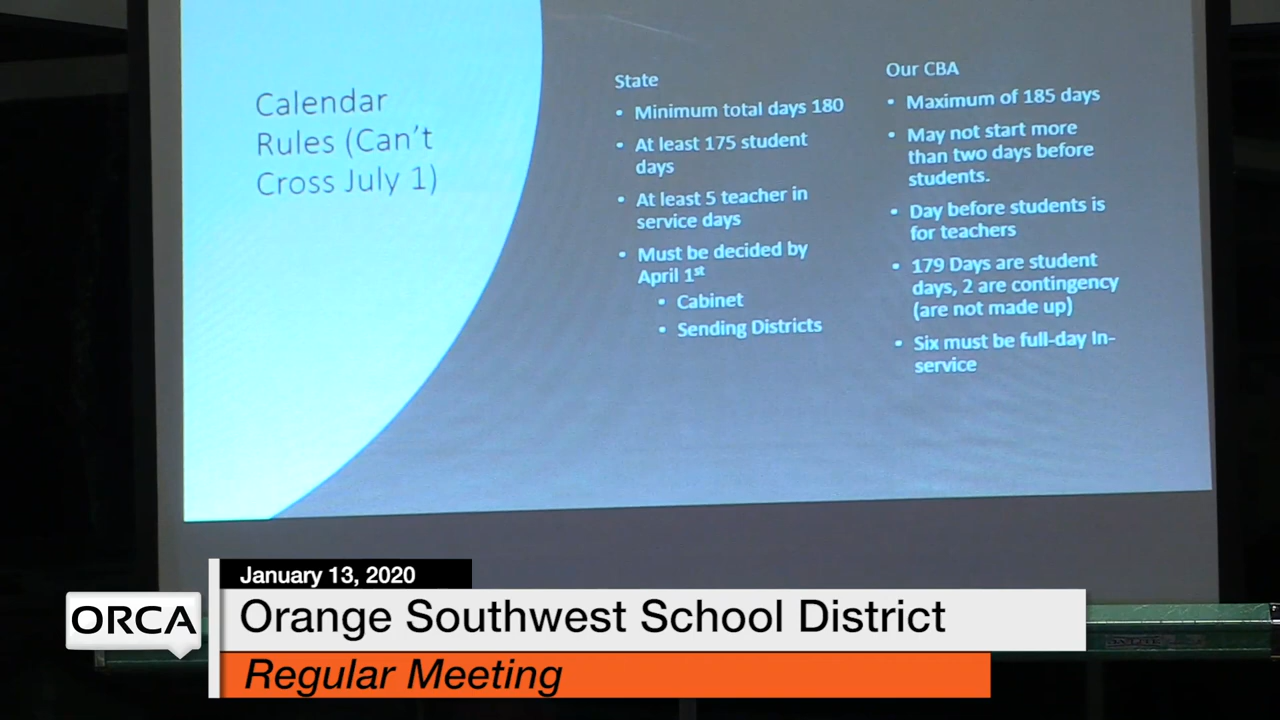 Calendar
Rules (Can't
Cross July 1)
State
• Minimum total days 180
• At least 175 student
days
• At least 5 teacher in
service days
• Must be decided by
April 1st
• Cabinet
• Sending Districts
Our CBA
• Maximum of 185 days
• May not start more
than two days before
students.
• Day before students is
for teachers
• 179 Days are student
days, 2 are contingency
(are not made up)
• Six must be full-day In-
service
January 13, 2020
ORCA
Orange Southwest School District
Regular Meeting